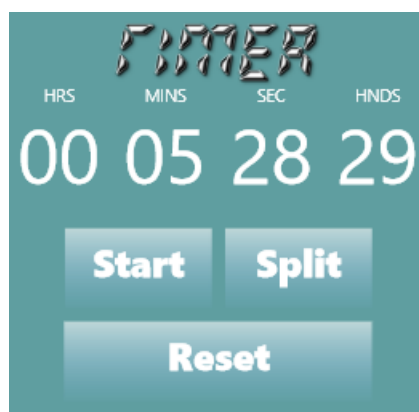 TIMER
HRS MINS SEC HNDS
00 05 28 29
Start Split
Reset